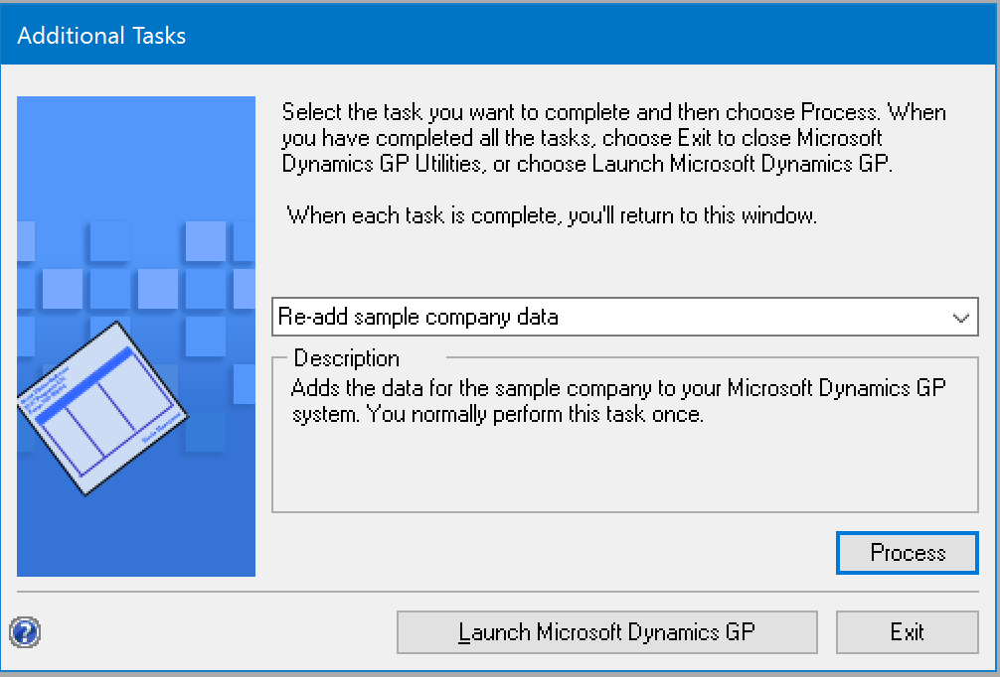 Additional Tasks
Select the task you want to complete and then choose Process. When
you have completed all the tasks, choose Exit to close Microsoft
Dynamics GP Utilities, or choose Launch Microsoft Dynamics GP.
When each task is complete, you'll return to this window.
Re-add sample company data
Description
Adds the data for the sample company to your Microsoft Dynamics GP
system. You normally perform this task once.
Process
Launch Microsoft Dynamics GP
Exit